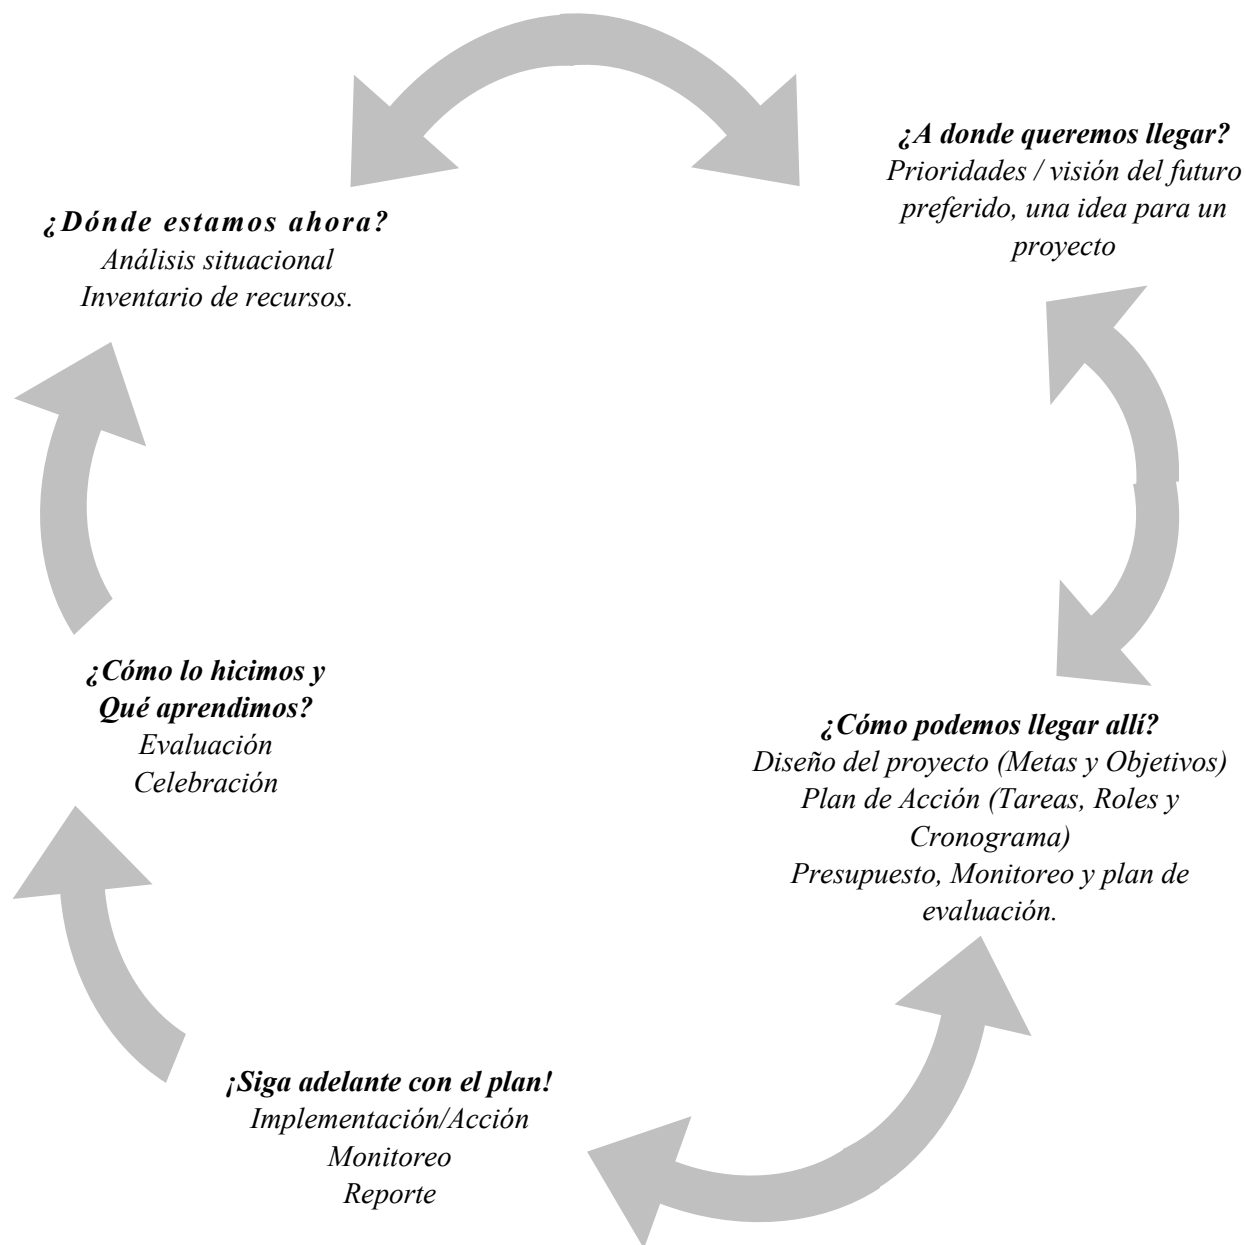 ¿Dónde estamos ahora?
Análisis situacional
Inventario de recursos.
¿A donde queremos llegar?
Prioridades / visión del futuro
preferido, una idea para un
proyecto
¿Cómo podemos llegar allí?
Diseño del proyecto (Metas y Objetivos)
Plan de Acción (Tareas, Roles y
Cronograma)
Presupuesto, Monitoreo y plan de
evaluación.
¡Siga adelante con el plan!
Implementación/Acción
Monitoreo
Reporte
¿Cómo lo hicimos y
Qué aprendimos?
Evaluación
Celebración